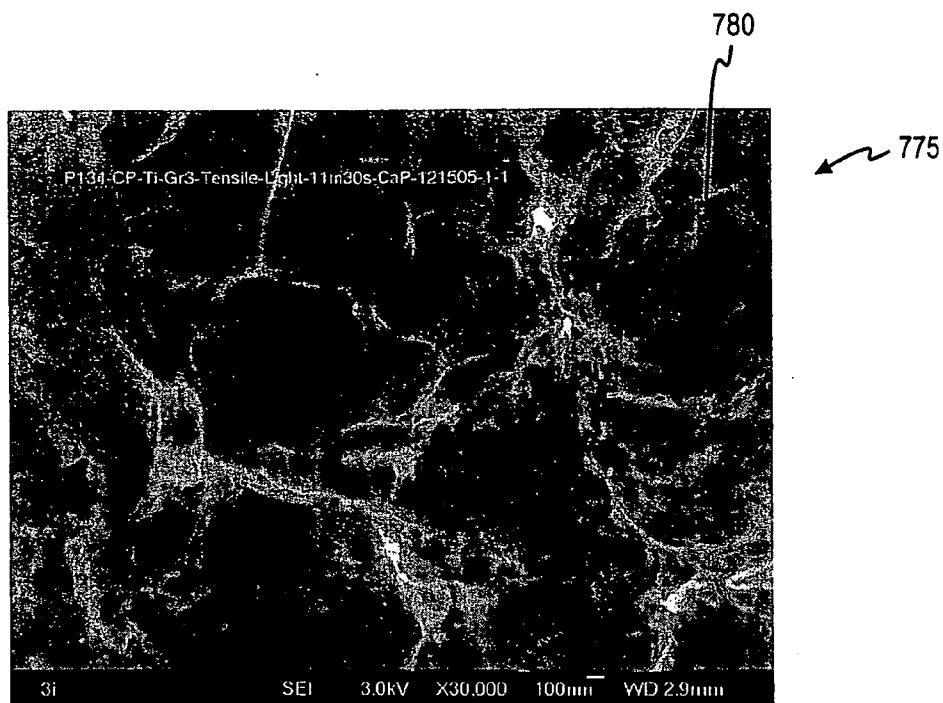 780
775
P134-CP-Ti-Gr3-Tensile-Light-11m30s-CaP-121505-1-1
3i SEI 3.0kV X30,000 100nm WD 2.9mm